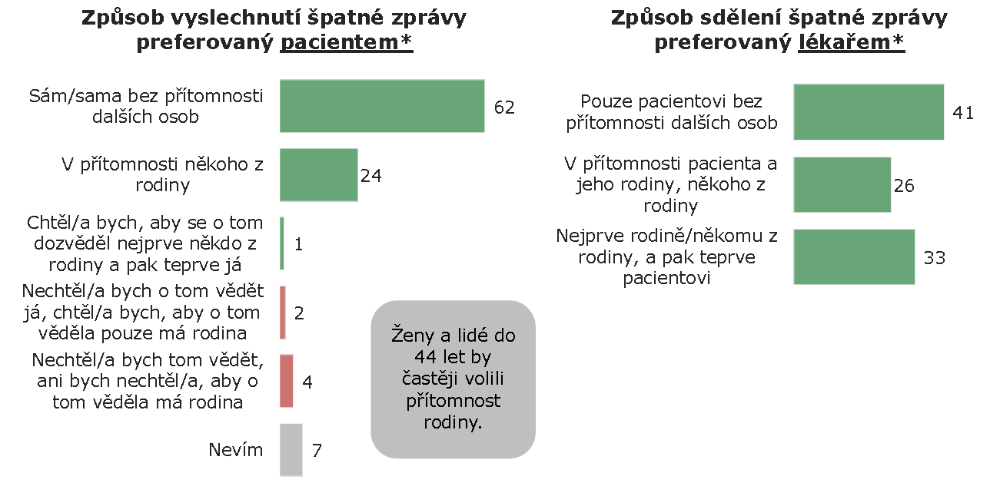 Způsob vyslechnutí špatné zprávy
preferovaný pacientem*
Sám/sama bez přítomnosti
dalších osob
62
V přítomnosti někoho z
rodiny
24
Chtěl/a bych, aby se o tom
dozvěděl nejprve někdo z
rodiny a pak teprve já
1
Nechtěl/a bych o tom vědět
já, chtěl/a bych, aby o tom
věděla pouze má rodina
2
Nechtěl/a bych tom vědět,
ani bych nechtěl/a, aby o
tom věděla má rodina
4
Nevím
7
Ženy a lidé do
44 let by
častěji volili
přítomnost
rodiny.
Způsob sdělení špatné zprávy
preferovaný lékařem*
Pouze pacientovi bez
přítomnosti dalších osob
41
V přítomnosti pacienta a
jeho rodiny, někoho z
rodiny
26
Nejprve rodině/někomu z
rodiny, a pak teprve
pacientovi
33